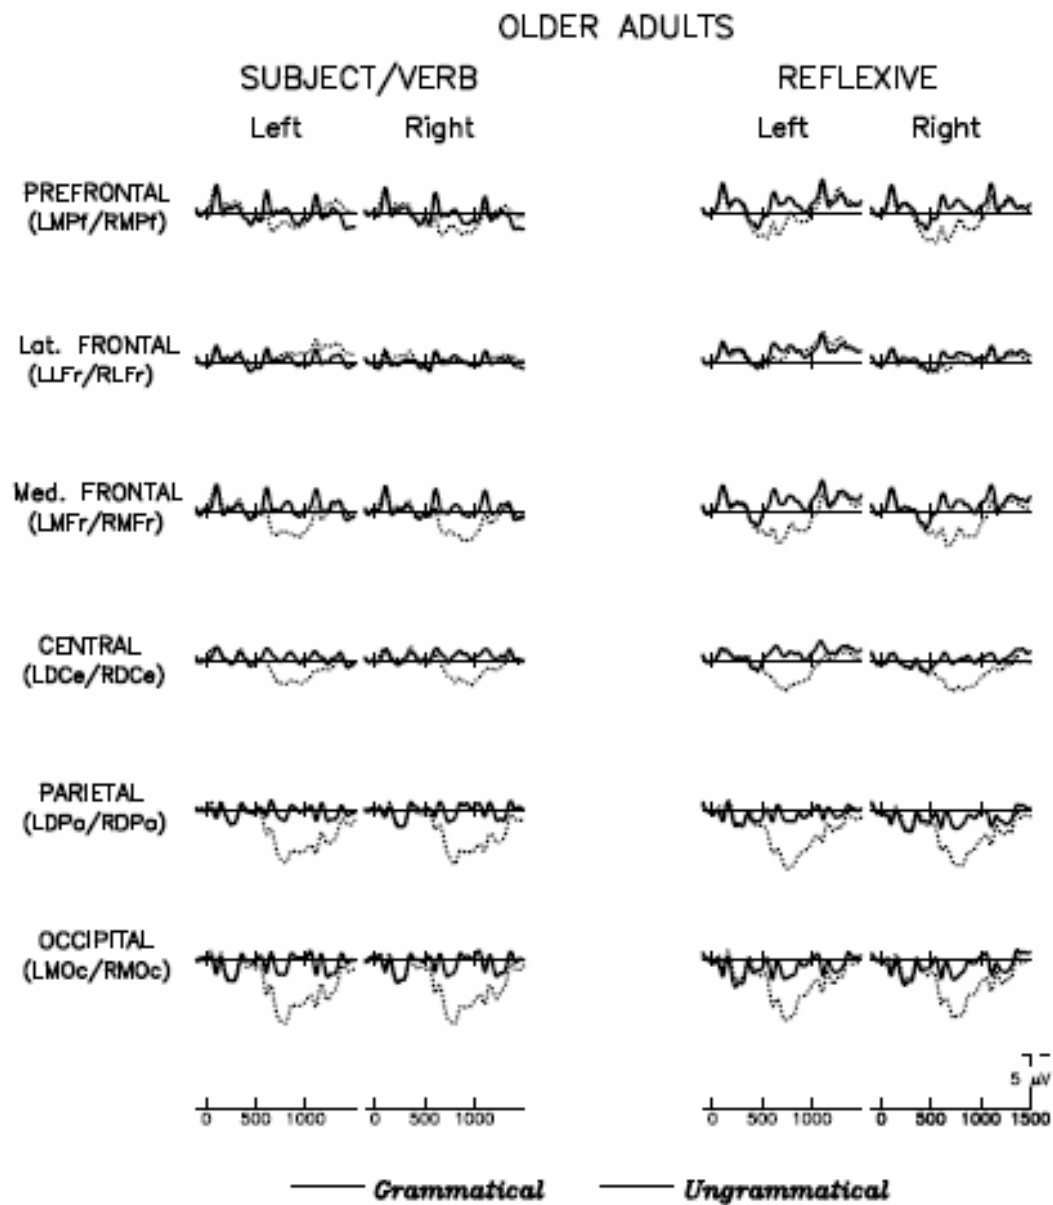 OLDER ADULTS
SUBJECT/VERB REFLEXIVE
Left Right Left Right
PREFRONTAL
(LMPf/RMPf)
Lat. FRONTAL
(LLFr/RLFr)
Med. FRONTAL
(LMFr/RMFr)
CENTRAL
(LDCe/RDCe)
PARIETAL
(LDPa/RDPa)
OCCIPITAL
(LMOc/RMOc)
5 μV
0 500 1000 0 500 1000 0 500 1000 0 500 1000 1500
Grammatical Ungrammatical